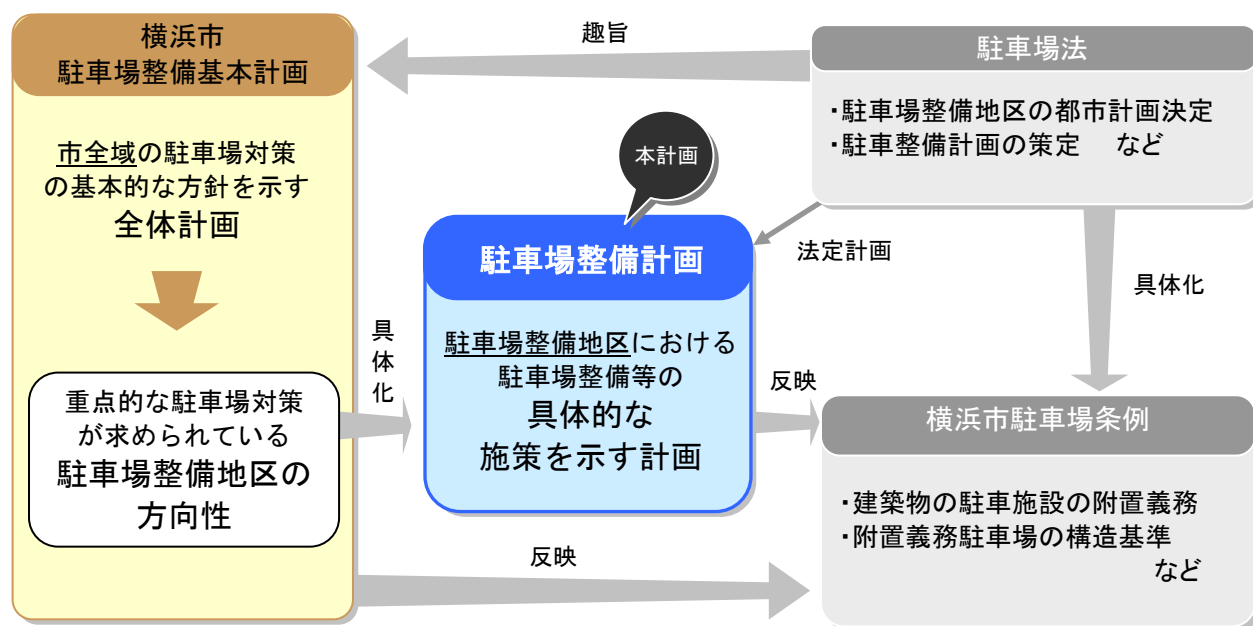 横浜市
駐車場整備基本計画
市全域の駐車場対策
の基本的な方針を示す
全体計画
重点的な駐車場対策
が求められている
駐車場整備地区の
方向性
趣旨
駐車場法
・駐車場整備地区の都市計画決定
・駐車整備計画の策定 など
本計画
法定計画
具体化
駐車場整備計画
駐車場整備地区における
駐車場整備等の
具体的な
施策を示す計画
具体化
反映
横浜市駐車場条例
・建築物の駐車施設の附置義務
・附置義務駐車場の構造基準
など
反映